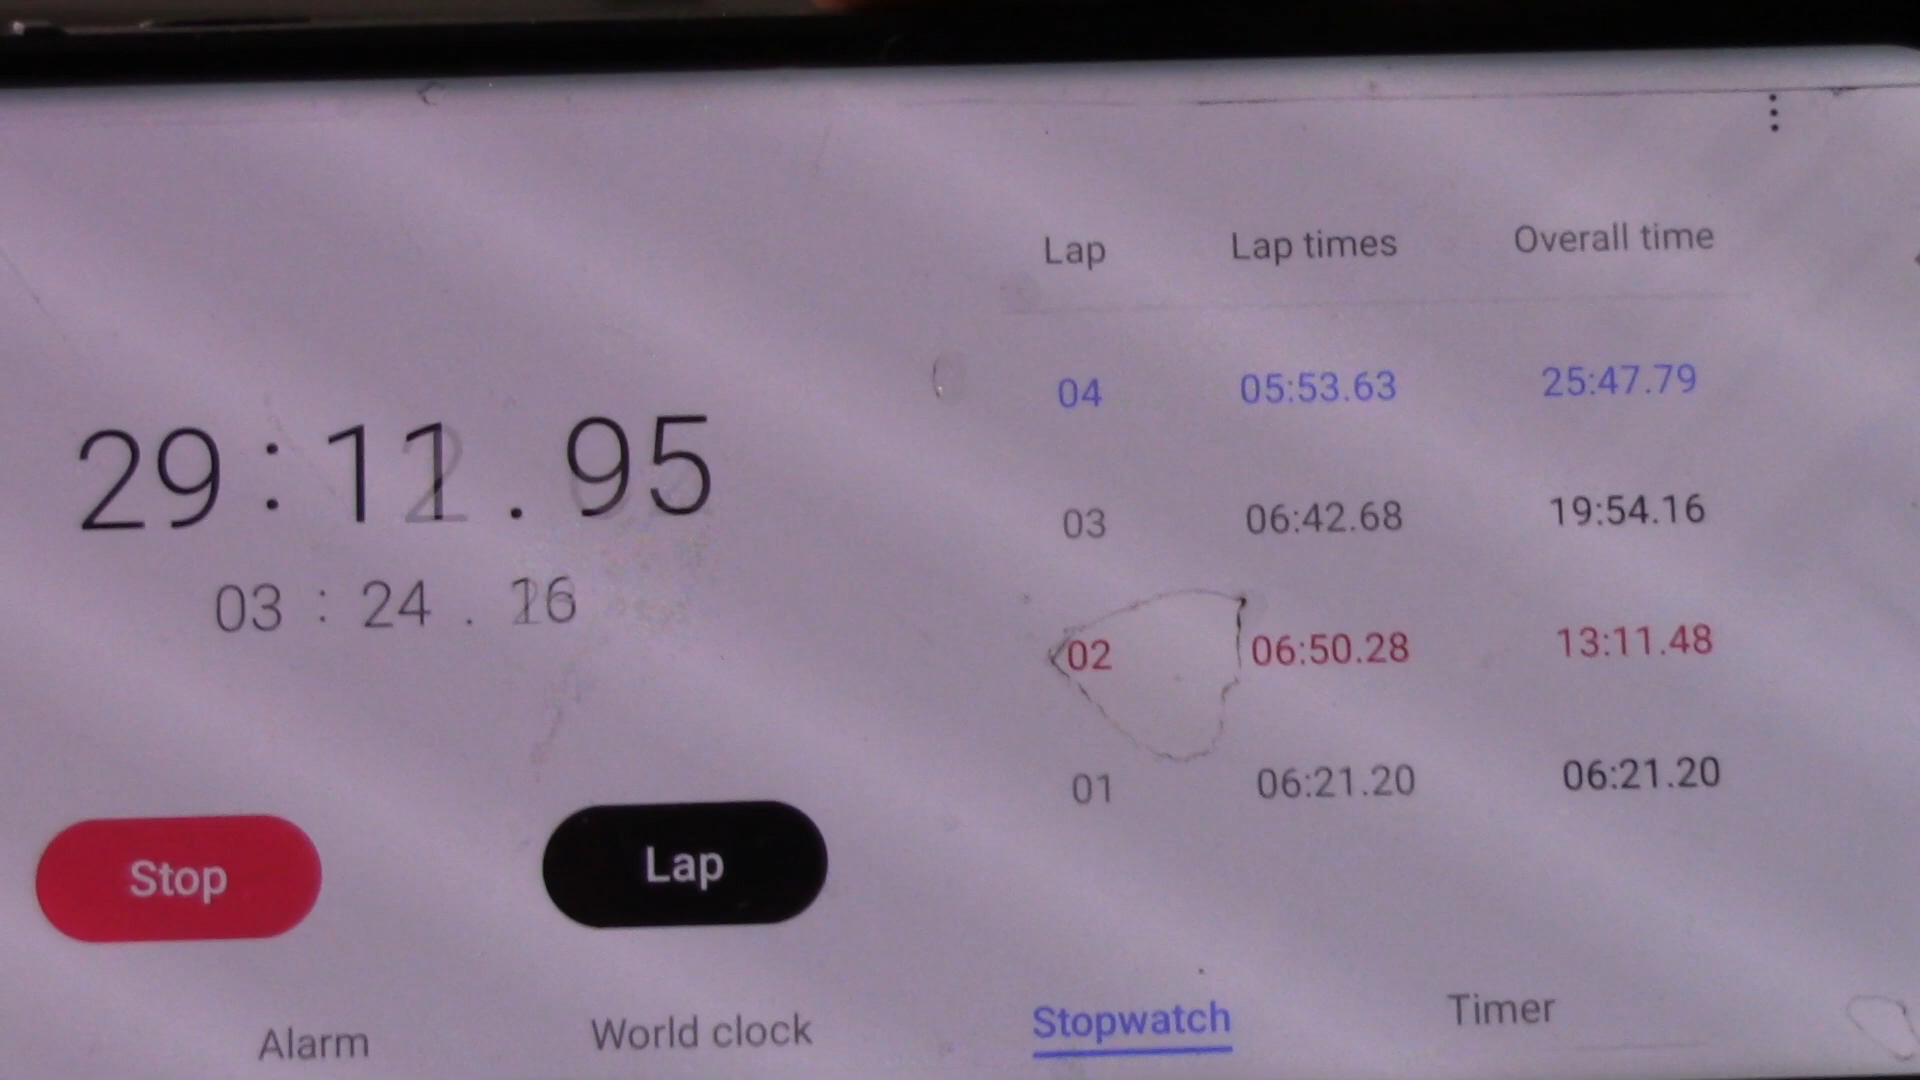 29:11.95
03:24.16
Stop
Lap
Lap Lap times Overall time
04 05:53.63 25:47.79
03 06:42.68 19:54.16
02 06:50.28 13:11.48
01 06:21.20 06:21.20
Alarm World clock Stopwatch Timer